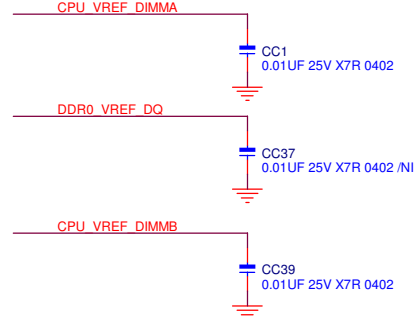 CPU_VREF_DIMMA
CC1
0.01UF 25V X7R 0402
DDR0_VREF_DQ
CC37
0.01UF 25V X7R 0402 /NI
CPU_VREF_DIMMB
CC39
0.01UF 25V X7R 0402